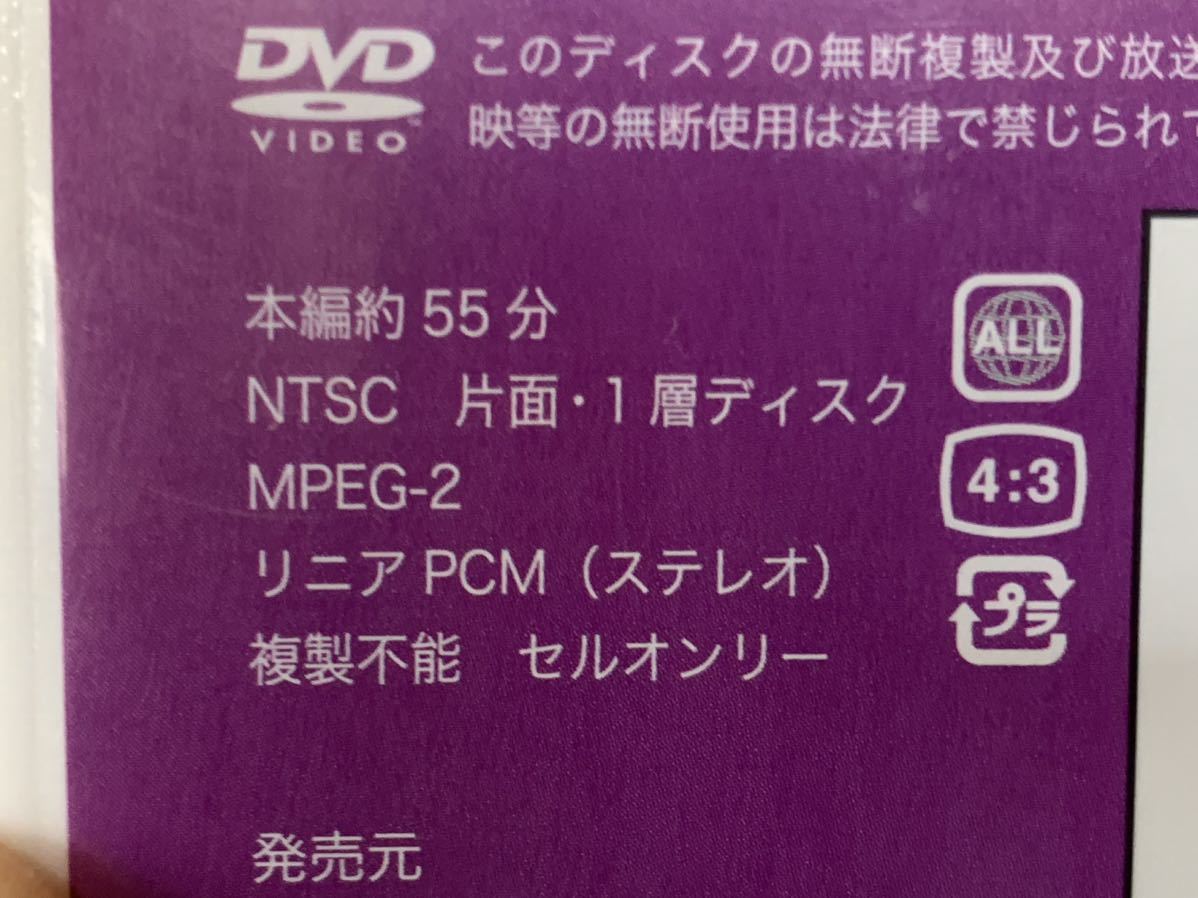 DVD
VIDEO
このディスクの無断複製及び放送
映等の無断使用は法律で禁じられて
本編約 55 分
NTSC 片面・1 層ディスク
MPEG-2
リニア PCM（ステレオ）
複製不能 セルオンリー
ALL
4:3
プラ
発売元